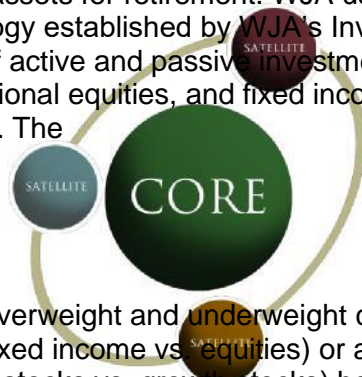 assets for retirement. WJA
ogy established by WJA's Inv
SATELLITE
f active and passive investme
ional equities, and fixed inco
. The
SATELLITE
CORE
verweight and underweight
SATELLITE
xed income vs. equities) or a
stocks vs. growth stocks)